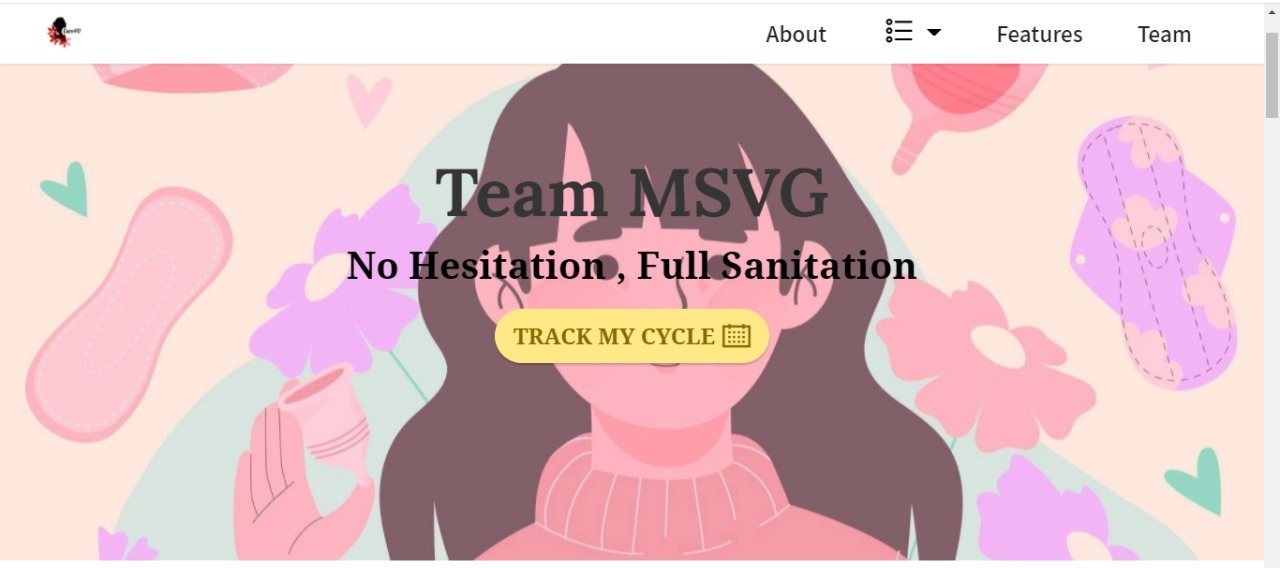 About
Features
Team
Team MSVG
No Hesitation , Full Sanitation
TRACK MY CYCLE